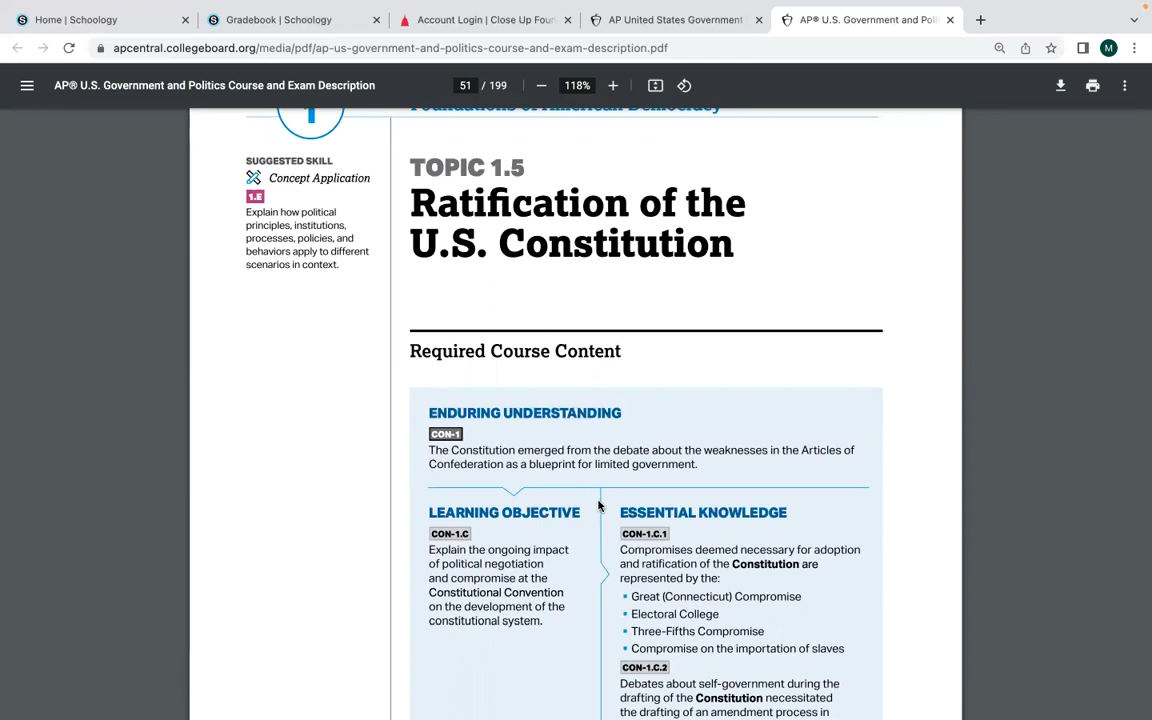 Home | Schoology
Gradebook | Schoology
Account Login | Close Up Foun
AP United States Government
AP® U.S. Government and Poli
apcentral.collegeboard.org/media/pdf/ap-us-government-and-politics-course-and-exam-description.pdf
M
AP® U.S. Government and Politics Course and Exam Description
51 / 199
118%
1
Foundations of American Democracy
SUGGESTED SKILL
Concept Application
1.E
Explain how political
principles, institutions,
processes, policies, and
behaviors apply to different
scenarios in context.
TOPIC 1.5
Ratification of the
U.S. Constitution
Required Course Content
ENDURING UNDERSTANDING
CON-1
The Constitution emerged from the debate about the weaknesses in the Articles of
Confederation as a blueprint for limited government.
LEARNING OBJECTIVE
CON-1.C
Explain the ongoing impact
of political negotiation
and compromise at the
Constitutional Convention
on the development of the
constitutional system.
ESSENTIAL KNOWLEDGE
CON-1.C.1
Compromises deemed necessary for adoption
and ratification of the Constitution are
represented by the:
▪ Great (Connecticut) Compromise
▪ Electoral College
▪ Three-Fifths Compromise
▪ Compromise on the importation of slaves
CON-1.C.2
Debates about self-government during the
drafting of the Constitution necessitated
the drafting of an amendment process in